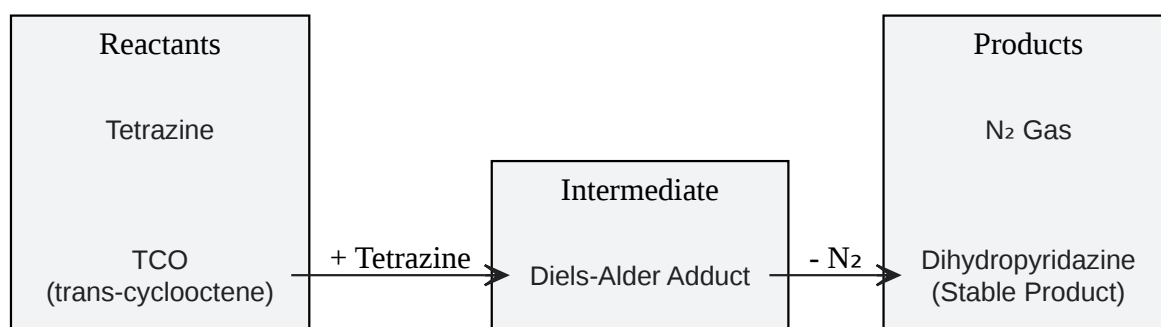 Reactants
Tetrazine
TCO
(trans-cyclooctene)
+ Tetrazine
Intermediate
Diels-Alder Adduct
- N₂
Products
N₂ Gas
Dihydropyridazine
(Stable Product)